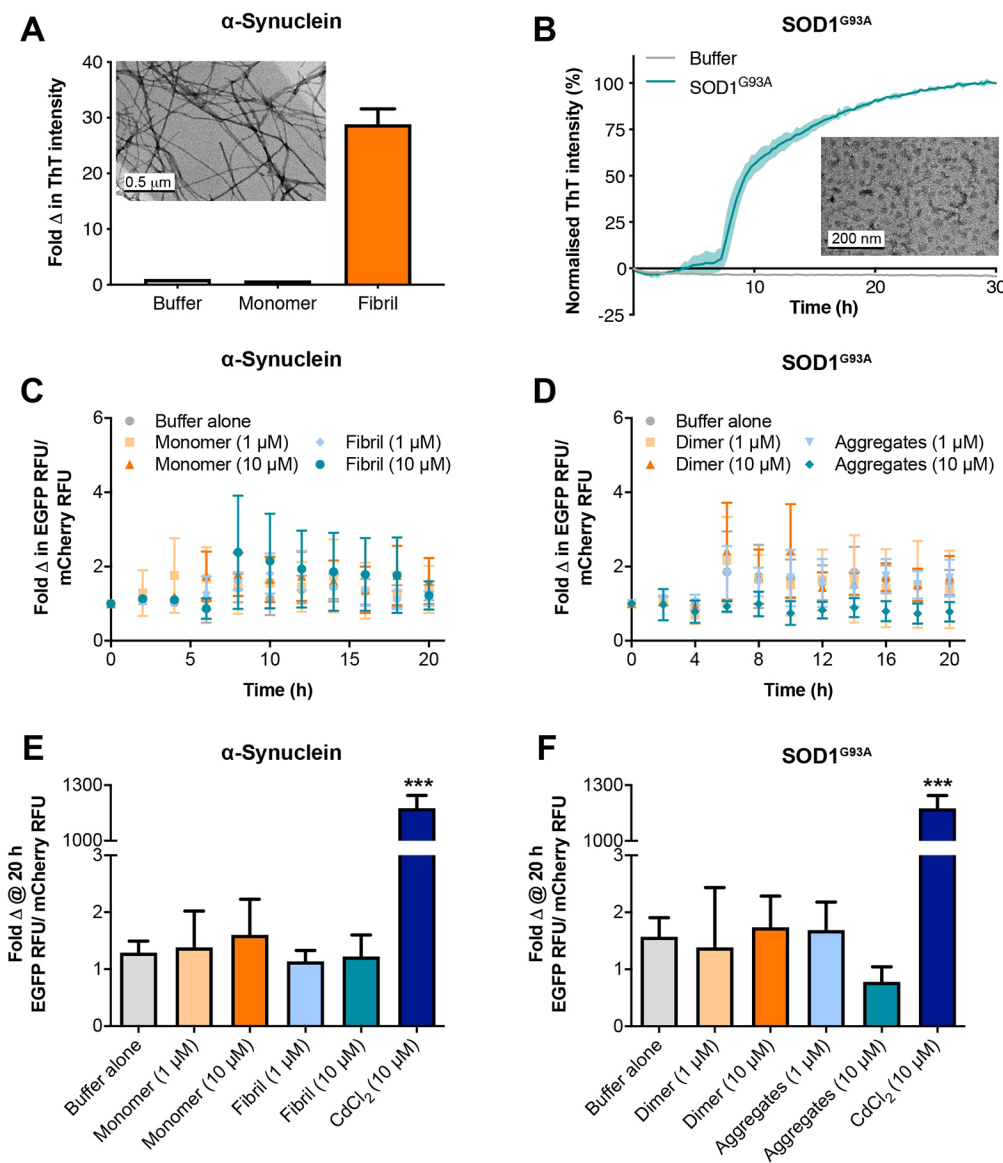 A
α-Synuclein
Fold Δ in ThT intensity
40
30
20
10
0
0.5 μm
Buffer
Monomer
Fibril
B
SOD1G93A
Buffer
SOD1G93A
Normalised ThT intensity (%)
100
75
50
25
0
-25
200 nm
10
20
30
Time (h)
C
α-Synuclein
Fold Δ in EGFP RFU/
mCherry RFU
6
4
2
0
Buffer alone
Monomer (1 μM)
Fibril (1 μM)
Monomer (10 μM)
Fibril (10 μM)
0
5
10
15
20
Time (h)
D
SOD1G93A
Fold Δ in EGFP RFU/
mCherry RFU
6
4
2
0
Buffer alone
Dimer (1 μM)
Aggregates (1 μM)
Dimer (10 μM)
Aggregates (10 μM)
0
4
8
12
16
20
Time (h)
E
α-Synuclein
Fold Δ @ 20 h
EGFP RFU/ mCherry RFU
1300
1000
3
2
1
0
***
Buffer alone
Monomer (1 μM)
Monomer (10 μM)
Fibril (1 μM)
Fibril (10 μM)
CdCl2 (10 μM)
F
SOD1G93A
Fold Δ @ 20 h
EGFP RFU/ mCherry RFU
1300
1000
3
2
1
0
***
Buffer alone
Dimer (1 μM)
Dimer (10 μM)
Aggregates (1 μM)
Aggregates (10 μM)
CdCl2 (10 μM)